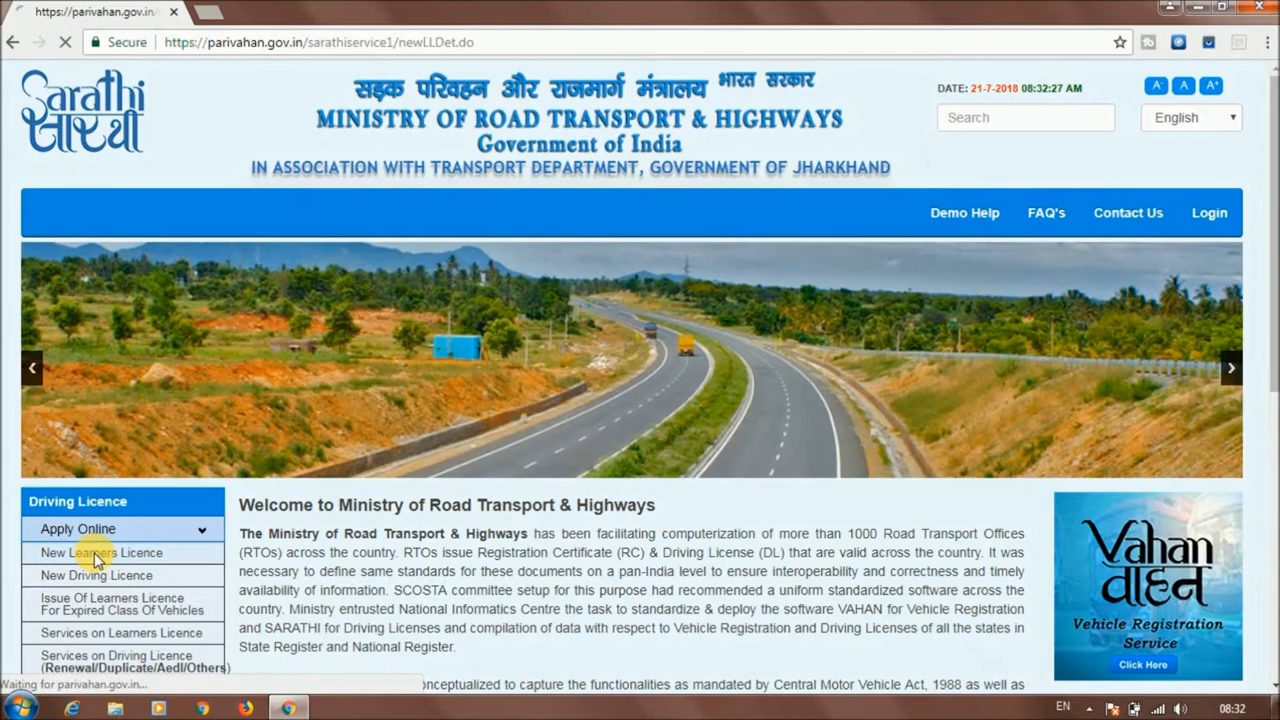 https://parivahan.gov.in/
Secure
https://parivahan.gov.in/sarathiservice1/newLLDet.do
Sarathi
सारथी
सड़क परिवहन और राजमार्ग मंत्रालय भारत सरकार
MINISTRY OF ROAD TRANSPORT & HIGHWAYS
Government of India
IN ASSOCIATION WITH TRANSPORT DEPARTMENT, GOVERNMENT OF JHARKHAND
DATE: 21-7-2018 08:32:27 AM
A- A A+
Search
English
Demo Help FAQ's Contact Us Login
Driving Licence
Apply Online
New Learners Licence
New Driving Licence
Issue Of Learners Licence
For Expired Class Of Vehicles
Services on Learners Licence
Services on Driving Licence
(Renewal/Duplicate/Aedl/Others)
Waiting for parivahan.gov.in...
Welcome to Ministry of Road Transport & Highways
The Ministry of Road Transport & Highways has been facilitating computerization of more than 1000 Road Transport Offices
(RTOs) across the country. RTOs issue Registration Certificate (RC) & Driving License (DL) that are valid across the country. It was
necessary to define same standards for these documents on a pan-India level to ensure interoperability and correctness and timely
availability of information. SCOSTA committee setup for this purpose had recommended a uniform standardized software across the
country. Ministry entrusted National Informatics Centre the task to standardize & deploy the software VAHAN for Vehicle Registration
and SARATHI for Driving Licenses and compilation of data with respect to Vehicle Registration and Driving Licenses of all the states in
State Register and National Register.
conceptualized to capture the functionalities as mandated by Central Motor Vehicle Act, 1988 as well as
Vahan
वाहन
Vehicle Registration
Service
Click Here
EN
08:32